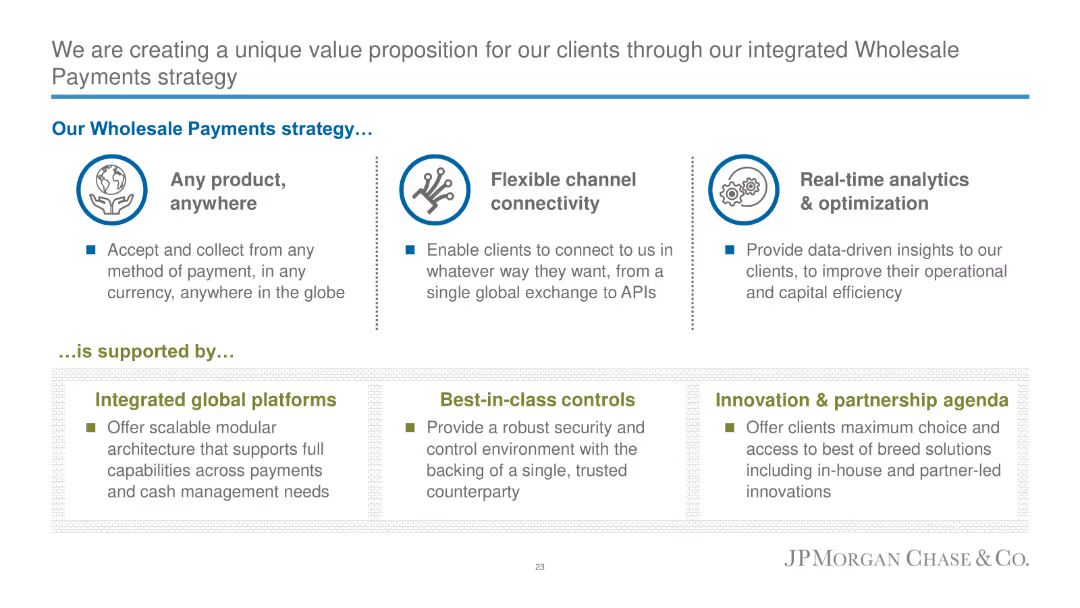 We are creating a unique value proposition for our clients through our integrated Wholesale
Payments strategy
Our Wholesale Payments strategy…
Any product,
anywhere
Accept and collect from any
method of payment, in any
currency, anywhere in the globe
Flexible channel
connectivity
Enable clients to connect to us in
whatever way they want, from a
single global exchange to APIs
Real-time analytics
& optimization
Provide data-driven insights to our
clients, to improve their operational
and capital efficiency
…is supported by…
Integrated global platforms
Offer scalable modular
architecture that supports full
capabilities across payments
and cash management needs
Best-in-class controls
Provide a robust security and
control environment with the
backing of a single, trusted
counterparty
Innovation & partnership agenda
Offer clients maximum choice and
access to best of breed solutions
including in-house and partner-led
innovations
23
JPMORGAN CHASE & CO.